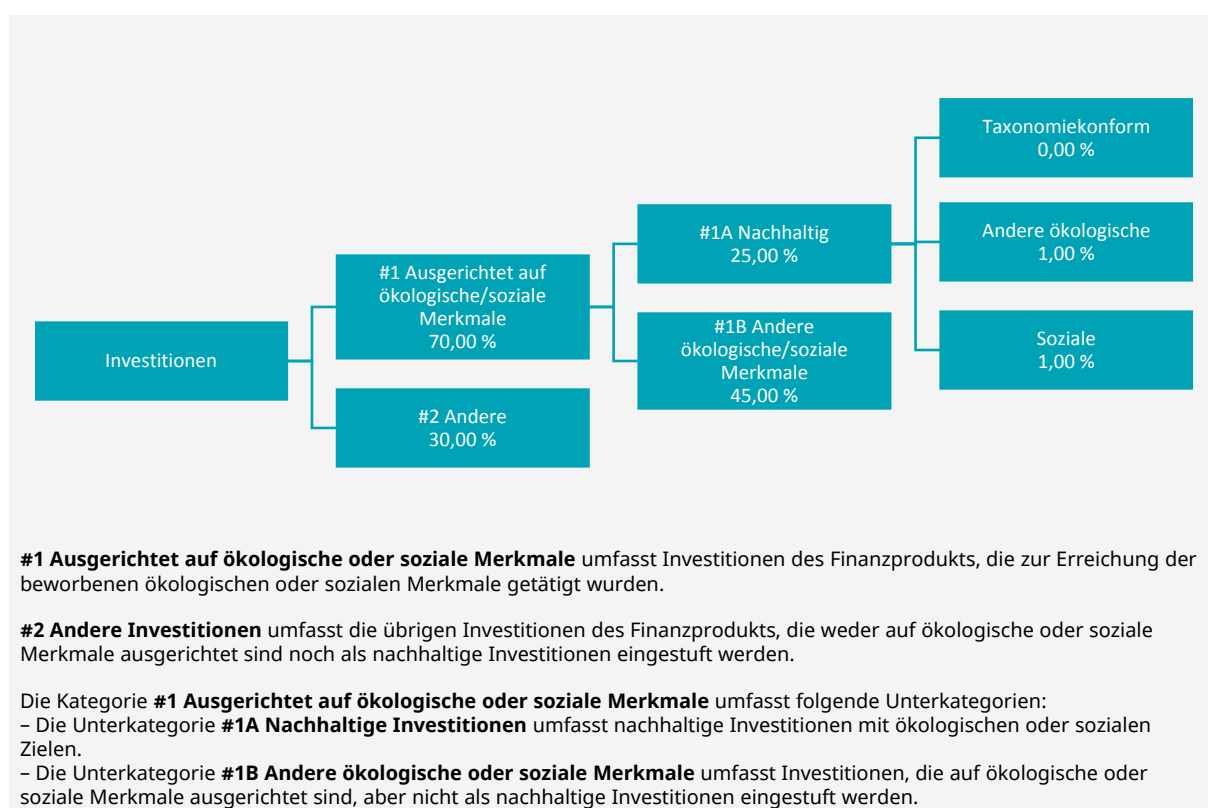 Investitionen
#1 Ausgerichtet auf
ökologische/soziale
Merkmale
70,00 %
#2 Andere
30,00 %
#1A Nachhaltig
25,00 %
#1B Andere
ökologische/soziale
Merkmale
45,00 %
Taxonomiekonform
0,00 %
Andere ökologische
1,00 %
Soziale
1,00 %
#1 Ausgerichtet auf ökologische oder soziale Merkmale umfasst Investitionen des Finanzprodukts, die zur Erreichung der
beworbenen ökologischen oder sozialen Merkmale getätigt wurden.
#2 Andere Investitionen umfasst die übrigen Investitionen des Finanzprodukts, die weder auf ökologische oder soziale
Merkmale ausgerichtet sind noch als nachhaltige Investitionen eingestuft werden.
Die Kategorie #1 Ausgerichtet auf ökologische oder soziale Merkmale umfasst folgende Unterkategorien:
– Die Unterkategorie #1A Nachhaltige Investitionen umfasst nachhaltige Investitionen mit ökologischen oder sozialen
Zielen.
– Die Unterkategorie #1B Andere ökologische oder soziale Merkmale umfasst Investitionen, die auf ökologische oder
soziale Merkmale ausgerichtet sind, aber nicht als nachhaltige Investitionen eingestuft werden.